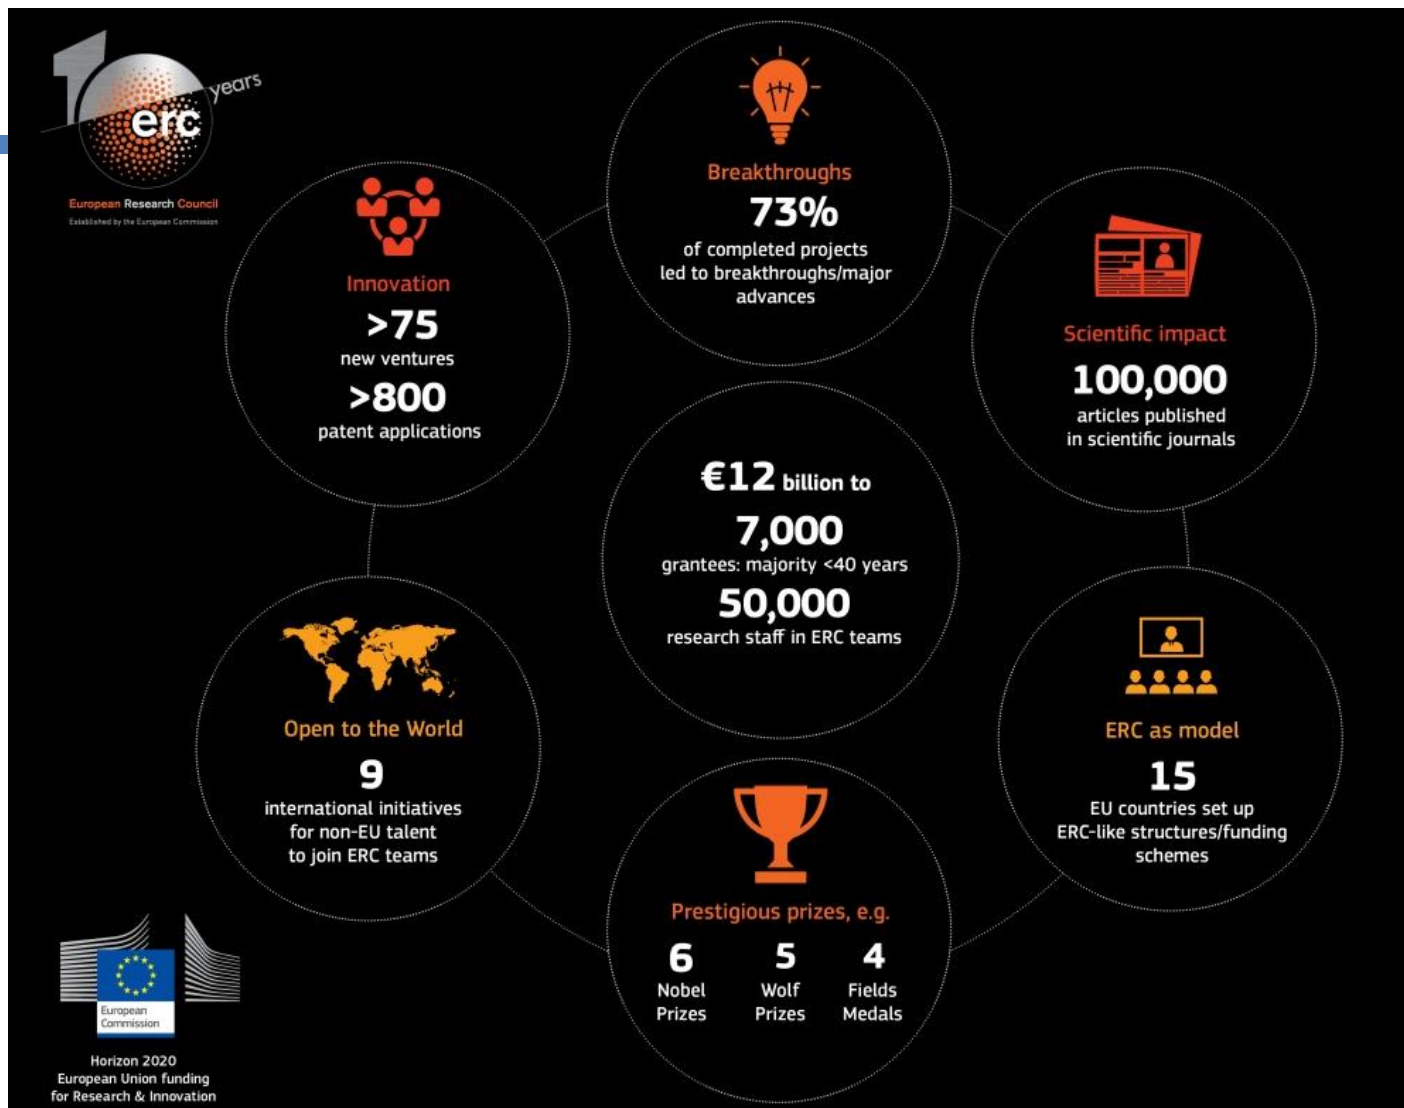 10 years
erc
European Research Council
Established by the European Commission
Breakthroughs
73%
of completed projects
led to breakthroughs/major
advances
Innovation
>75
new ventures
>800
patent applications
Scientific impact
100,000
articles published
in scientific journals
€12 billion to
7,000
grantees: majority <40 years
50,000
research staff in ERC teams
Open to the World
9
international initiatives
for non-EU talent
to join ERC teams
ERC as model
15
EU countries set up
ERC-like structures/funding
schemes
Prestigious prizes, e.g.
6 5 4
Nobel Wolf Fields
Prizes Prizes Medals
European
Commission
Horizon 2020
European Union funding
for Research & Innovation